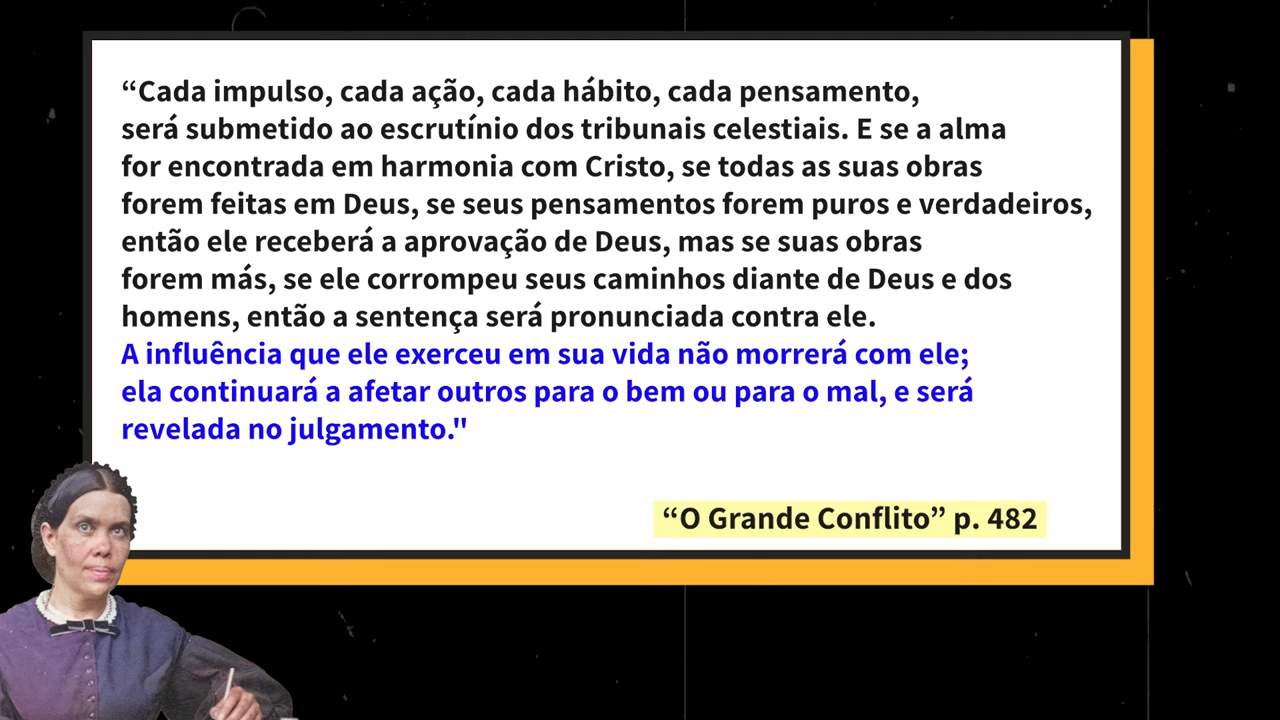 “Cada impulso, cada ação, cada hábito, cada pensamento,
será submetido ao escrutínio dos tribunais celestiais. E se a alma
for encontrada em harmonia com Cristo, se todas as suas obras
forem feitas em Deus, se seus pensamentos forem puros e verdadeiros,
então ele receberá a aprovação de Deus, mas se suas obras
forem más, se ele corrompeu seus caminhos diante de Deus e dos
homens, então a sentença será pronunciada contra ele.
A influência que ele exerceu em sua vida não morrerá com ele;
ela continuará a afetar outros para o bem ou para o mal, e será
revelada no julgamento."
“O Grande Conflito” p. 482